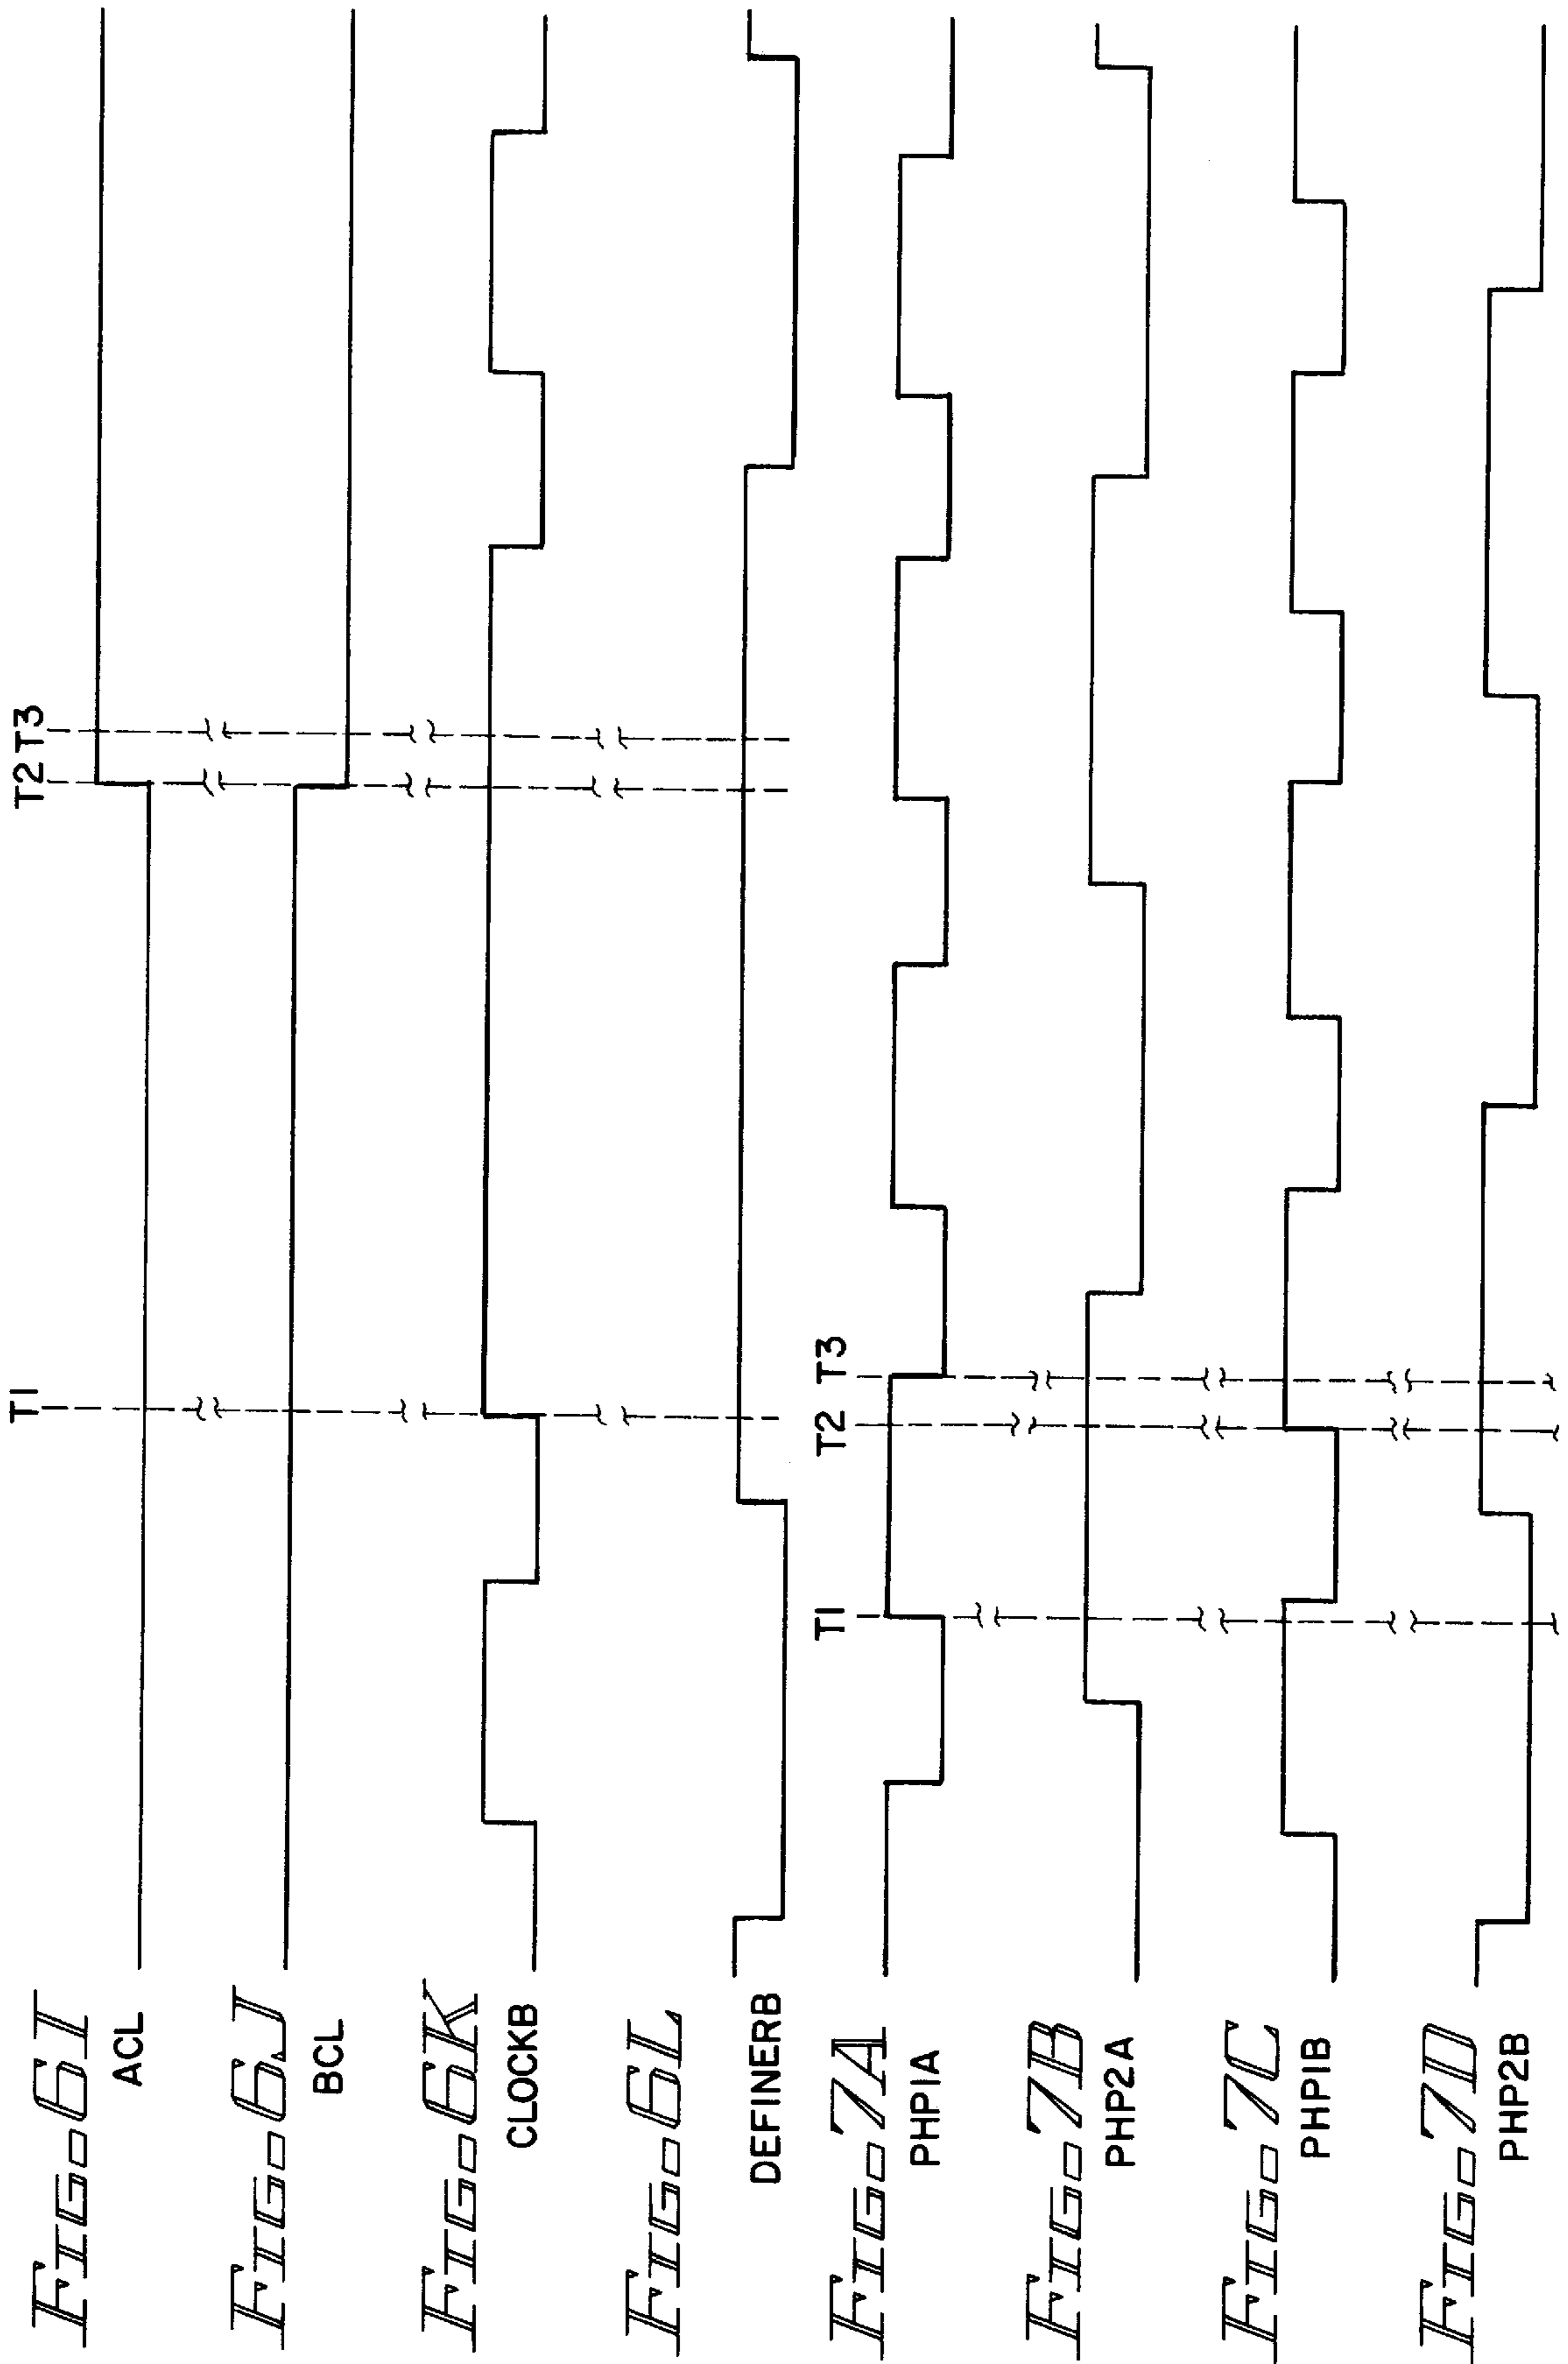 T1 T2 T3
FIG. 6I
ACL
FIG. 6J
BCL
FIG. 6K
CLOCKB
FIG. 6L
DEFINERB
T1 T2 T3
FIG. 7A
PHP1A
FIG. 7B
PHP2A
FIG. 7C
PHP1B
FIG. 7D
PHP2B